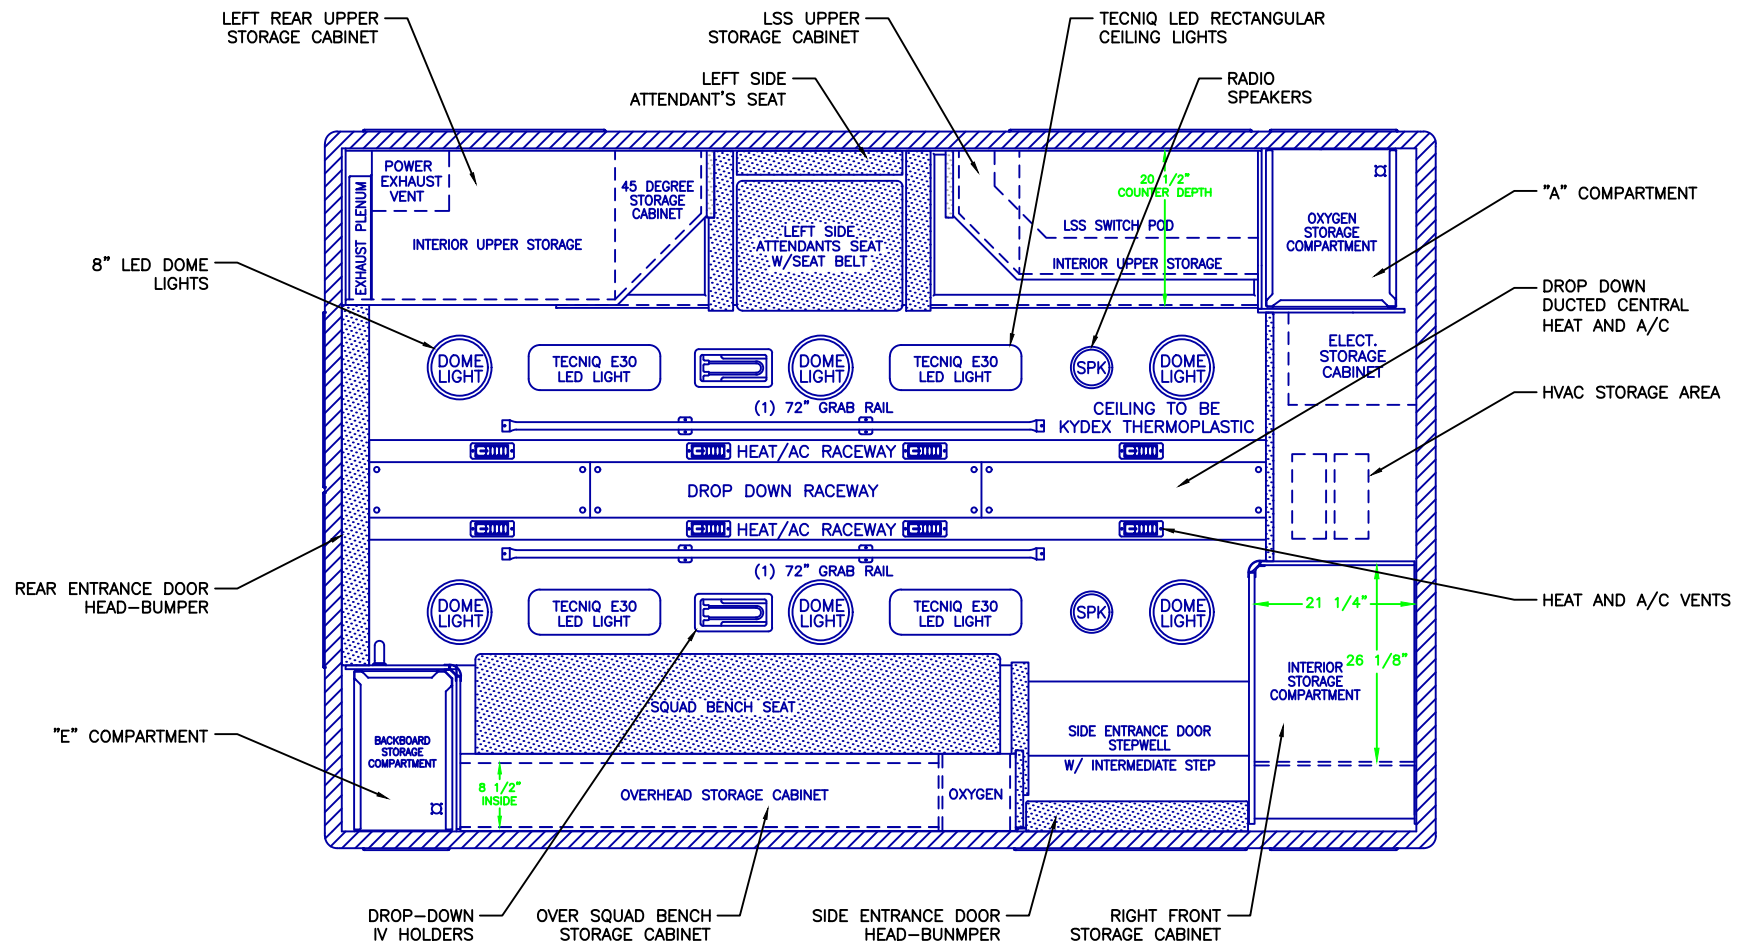 LEFT REAR UPPER
STORAGE CABINET
LSS UPPER
STORAGE CABINET
TECNIQ LED RECTANGULAR
CEILING LIGHTS
LEFT SIDE
ATTENDANT'S SEAT
RADIO
SPEAKERS
POWER
EXHAUST
VENT
EXHAUST PLENUM
45 DEGREE
STORAGE
CABINET
INTERIOR UPPER STORAGE
LEFT SIDE
ATTENDANTS SEAT
W/SEAT BELT
20 1/2"
COUNTER DEPTH
LSS SWITCH POD
INTERIOR UPPER STORAGE
OXYGEN
STORAGE
COMPARTMENT
"A" COMPARTMENT
8" LED DOME
LIGHTS
DROP DOWN
DUCTED CENTRAL
HEAT AND A/C
DOME
LIGHT
TECNIQ E30
LED LIGHT
DOME
LIGHT
TECNIQ E30
LED LIGHT
SPK
DOME
LIGHT
ELECT.
STORAGE
CABINET
HVAC STORAGE AREA
(1) 72" GRAB RAIL
CEILING TO BE
KYDEX THERMOPLASTIC
HEAT/AC RACEWAY
DROP DOWN RACEWAY
HEAT/AC RACEWAY
(1) 72" GRAB RAIL
REAR ENTRANCE DOOR
HEAD-BUMPER
DOME
LIGHT
TECNIQ E30
LED LIGHT
DOME
LIGHT
TECNIQ E30
LED LIGHT
SPK
DOME
LIGHT
21 1/4"
HEAT AND A/C VENTS
26 1/8"
INTERIOR
STORAGE
COMPARTMENT
SQUAD BENCH SEAT
"E" COMPARTMENT
BACKBOARD
STORAGE
COMPARTMENT
SIDE ENTRANCE DOOR
STEPWELL
W/ INTERMEDIATE STEP
8 1/2"
INSIDE
OVERHEAD STORAGE CABINET
OXYGEN
DROP-DOWN
IV HOLDERS
OVER SQUAD BENCH
STORAGE CABINET
SIDE ENTRANCE DOOR
HEAD-BUNMPER
RIGHT FRONT
STORAGE CABINET